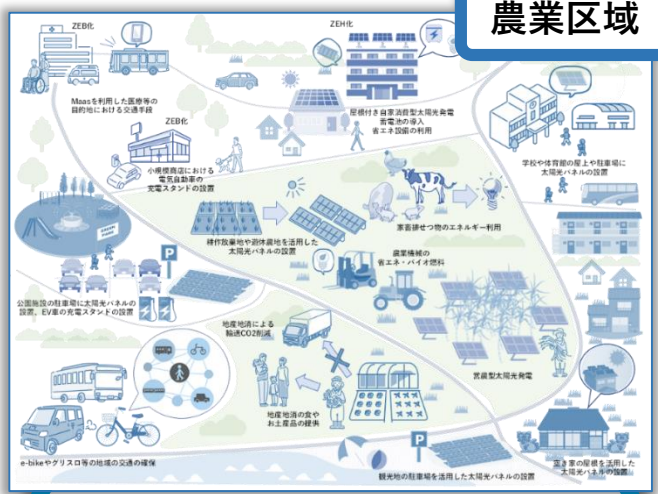 農業区域
ZEB化
ZEH化
Maasを利用した医療等の
目的地における交通手段
ZEB化
屋根付き自家消費型太陽光発電
蓄電池の導入
省エネ設備の利用
学校や体育館の屋上や駐車場に
太陽光パネルの設置
小規模商店における
電気自動車の
充電スタンドの設置
家畜排せつ物のエネルギー利用
耕作放棄地や遊休農地を活用した
太陽光パネルの設置
農業機械の
省エネ・バイオ燃料
P
公園施設の駐車場に太陽光パネルの
設置、EV車の充電スタンドの設置
地産地消による
輸送CO2削減
営農型太陽光発電
地産地消の食や
お土産品の提供
P
e-bikeやグリスロ等の地域の交通の確保
観光地の駐車場を活用した太陽光パネルの設置
空き家の屋根を活用した
太陽光パネルの設置